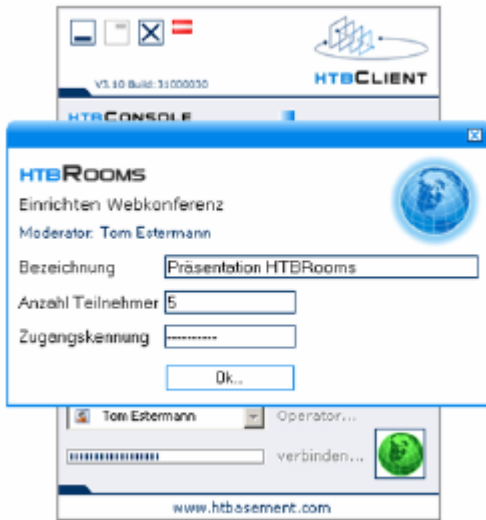 V3.10 Build: 31000030
HTBCLIENT
HTBCONSOLE
HTBROOMS
Einrichten Webkonferenz
Moderator: Tom Estermann
Bezeichnung Präsentation HTBRooms
Anzahl Teilnehmer 5
Zugangskennung ----------
Ok...
Tom Estermann Operator...
verbinden...
www.htbasement.com